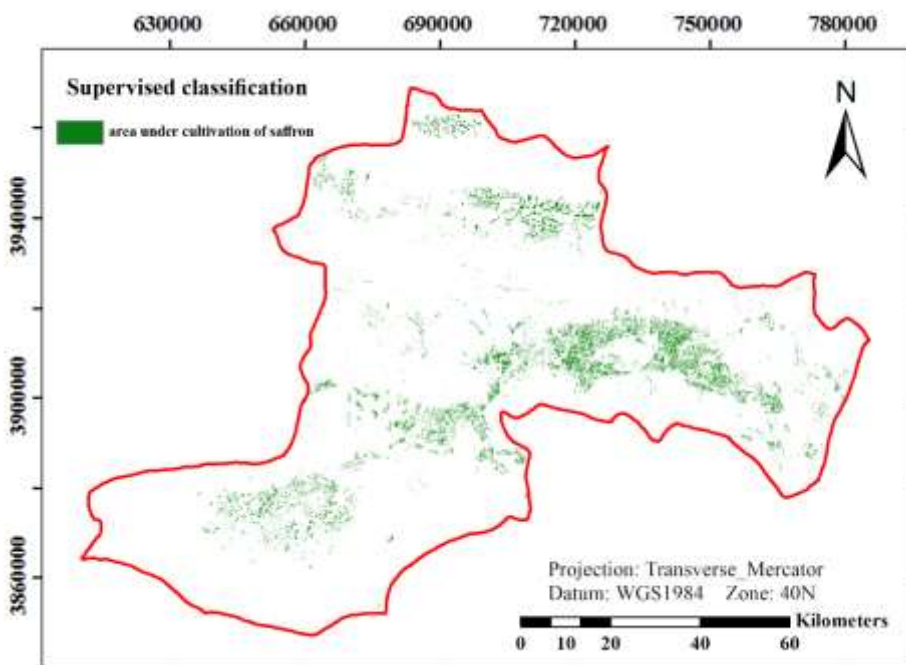 630000 660000 690000 720000 750000 780000
Supervised classification
area under cultivation of saffron
N
3940000
3900000
3860000
Projection: Transverse_Mercator
Datum: WGS1984 Zone: 40N
Kilometers
0 10 20 40 60